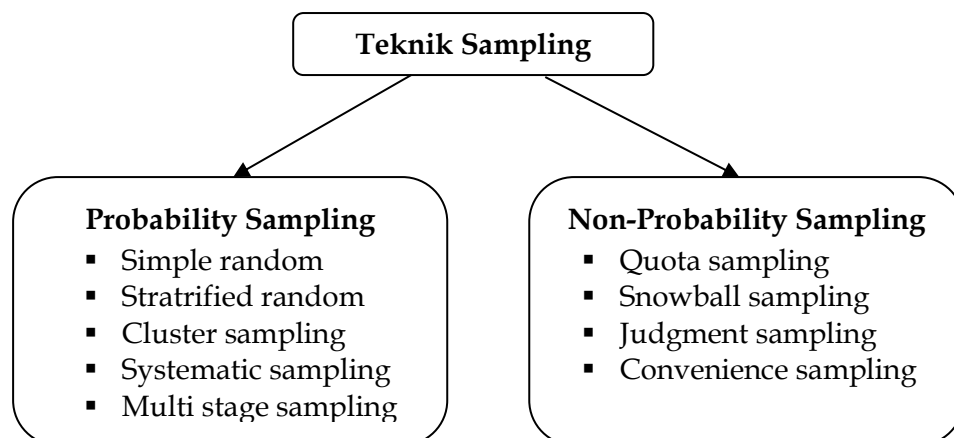 Teknik Sampling
Probability Sampling
▪ Simple random
▪ Stratrified random
▪ Cluster sampling
▪ Systematic sampling
▪ Multi stage sampling
Non-Probability Sampling
▪ Quota sampling
▪ Snowball sampling
▪ Judgment sampling
▪ Convenience sampling